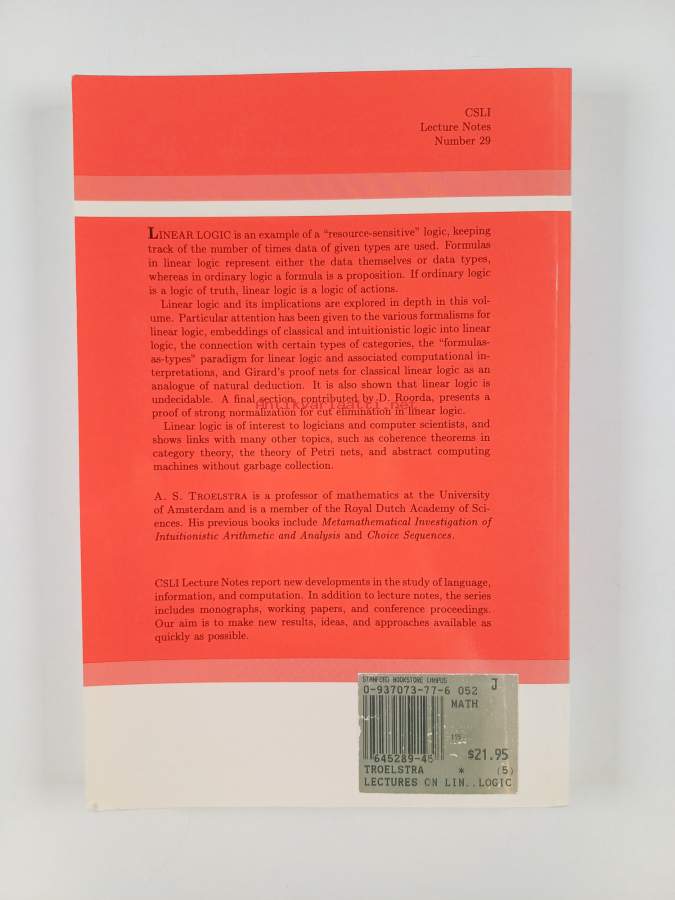 CSLI
Lecture Notes
Number 29
LINEAR LOGIC is an example of a “resource-sensitive” logic, keeping
track of the number of times data of given types are used. Formulas
in linear logic represent either the data themselves or data types,
whereas in ordinary logic a formula is a proposition. If ordinary logic
is a logic of truth, linear logic is a logic of actions.
Linear logic and its implications are explored in depth in this vol-
ume. Particular attention has been given to the various formalisms for
linear logic, embeddings of classical and intuitionistic logic into linear
logic, the connection with certain types of categories, the “formulas-
as-types” paradigm for linear logic and associated computational in-
terpretations, and Girard's proof nets for classical linear logic as an
analogue of natural deduction. It is also shown that linear logic is
undecidable. A final section, contributed by D. Roorda, presents a
Antikvariaatti.net
proof of strong normalization for cut elimination in linear logic.
Linear logic is of interest to logicians and computer scientists, and
shows links with many other topics, such as coherence theorems in
category theory, the theory of Petri nets, and abstract computing
machines without garbage collection.
A. S. TROELSTRA is a professor of mathematics at the University
of Amsterdam and is a member of the Royal Dutch Academy of Sci-
ences. His previous books include Metamathematical Investigation of
Intuitionistic Arithmetic and Analysis and Choice Sequences.
CSLI Lecture Notes report new developments in the study of language,
information, and computation. In addition to lecture notes, the series
includes monographs, working papers, and conference proceedings.
Our aim is to make new results, ideas, and approaches available as
quickly as possible.
STANFORD BOOKSTORE CAMPUS
0-937073-77-6 052 J
MATH
$21.95
645289-45
TROELSTRA * (5)
LECTURES ON LIN..LOGIC